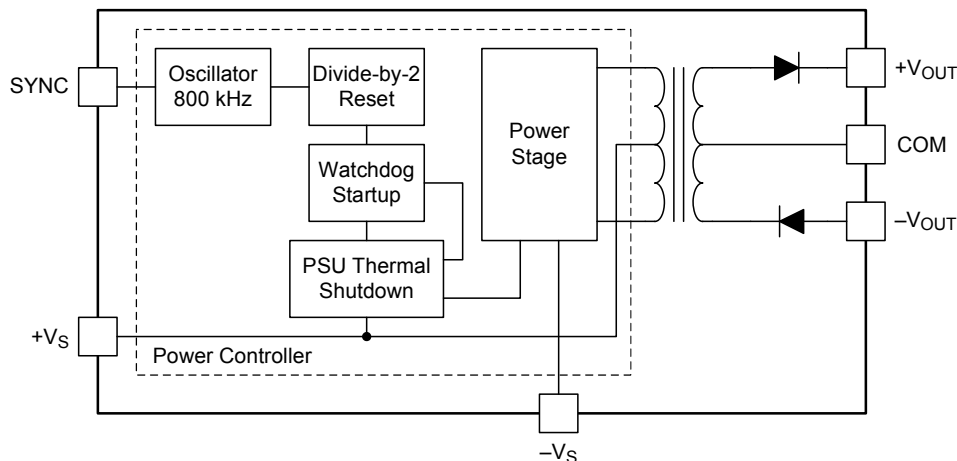 SYNC
Oscillator
800 kHz
Divide-by-2
Reset
Watchdog
Startup
PSU Thermal
Shutdown
Power
Stage
+VOUT
COM
–VOUT
+VS
Power Controller
–VS